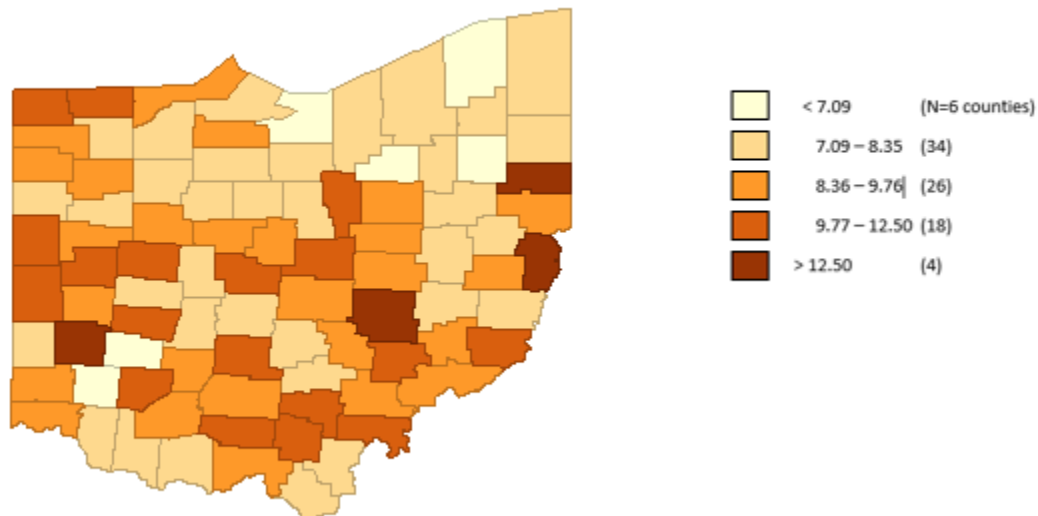 < 7.09 (N=6 counties)
7.09 – 8.35 (34)
8.36 – 9.76 (26)
9.77 – 12.50 (18)
> 12.50 (4)